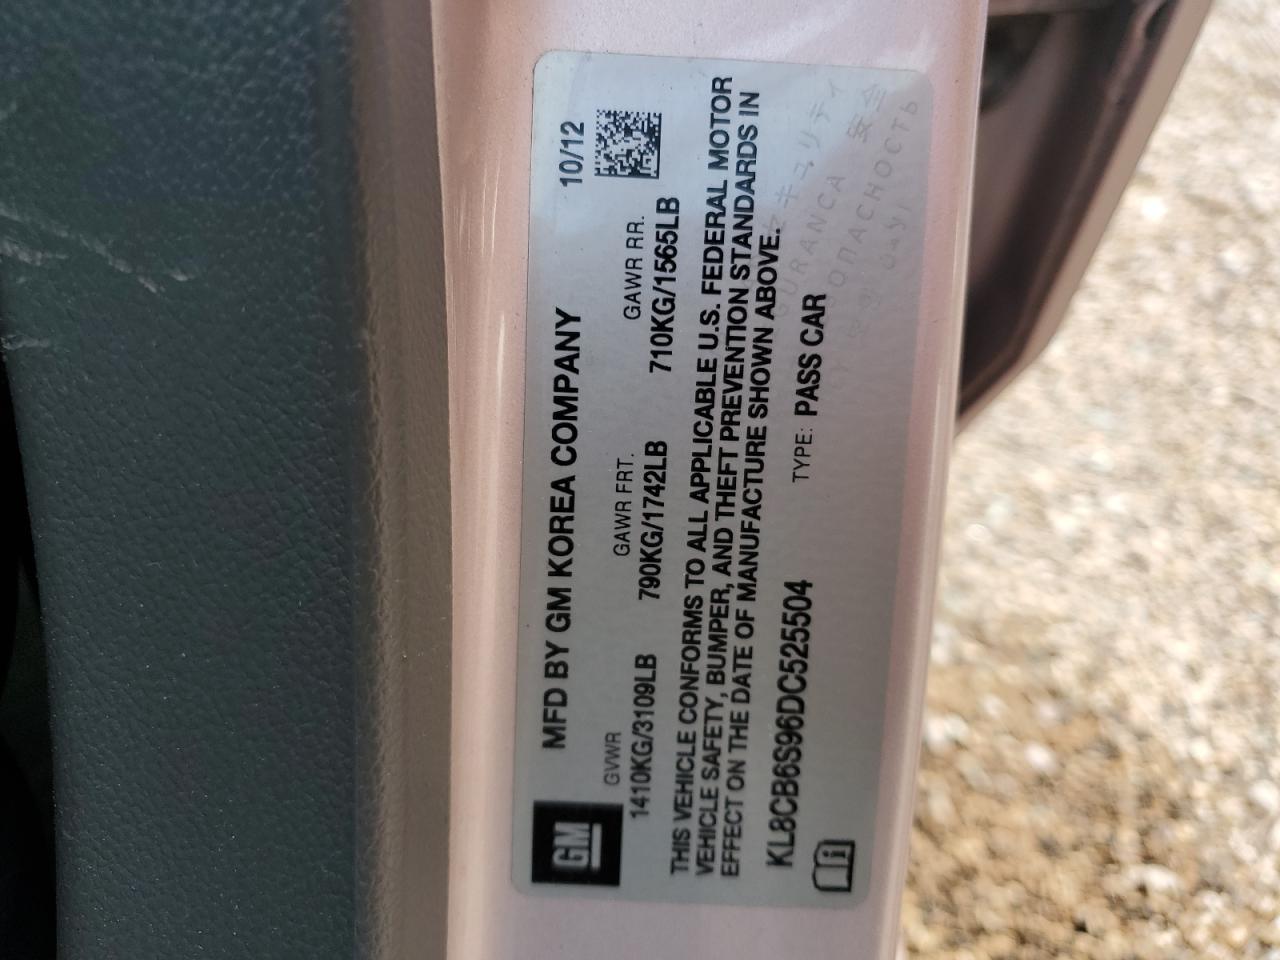 GM
MFD BY GM KOREA COMPANY 10/12
GVWR GAWR FRT. GAWR RR.
1410KG/3109LB 790KG/1742LB 710KG/1565LB
THIS VEHICLE CONFORMS TO ALL APPLICABLE U.S. FEDERAL MOTOR
VEHICLE SAFETY, BUMPER, AND THEFT PREVENTION STANDARDS IN
EFFECT ON THE DATE OF MANUFACTURE SHOWN ABOVE.
KL8CB6S96DC525504 TYPE: PASS CAR